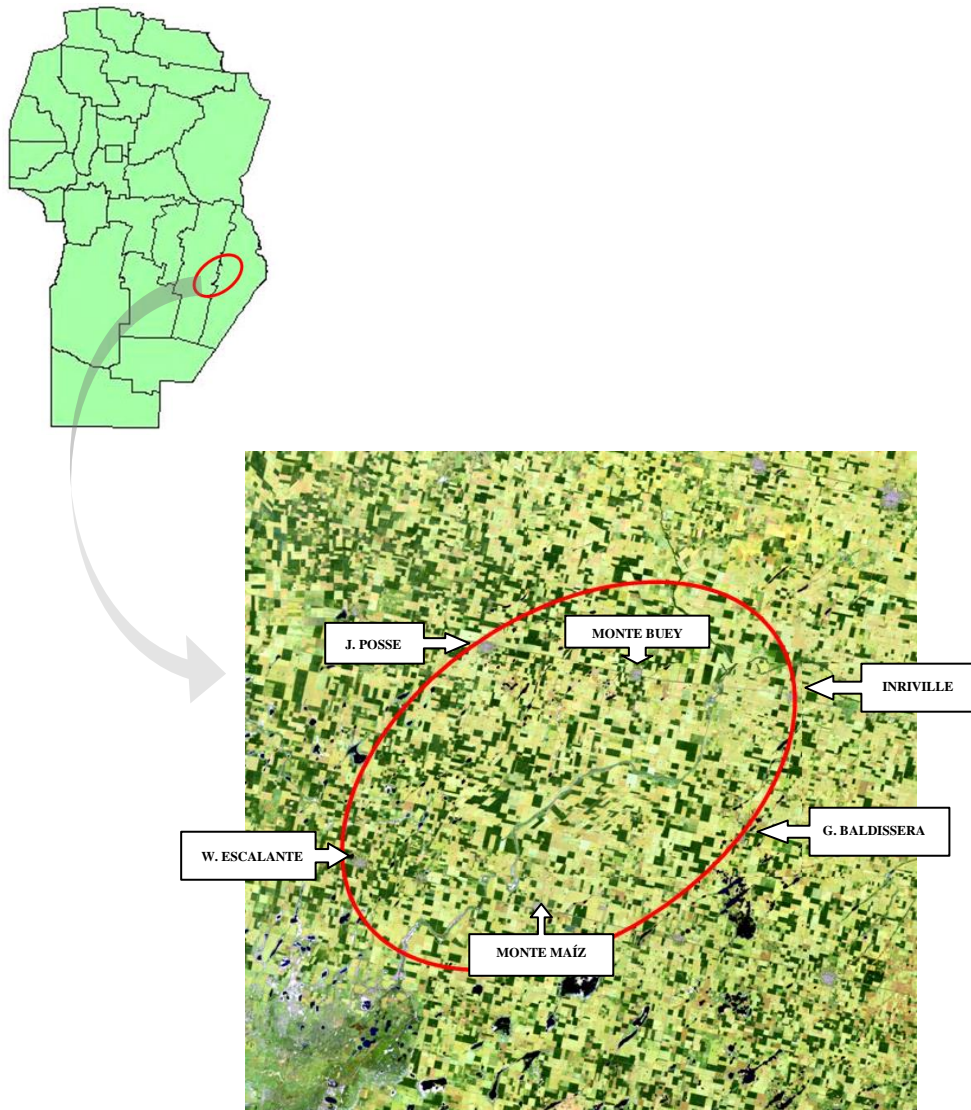 MONTE BUEY
J. POSSE
INRIVILLE
G. BALDISSERA
W. ESCALANTE
MONTE MAÍZ